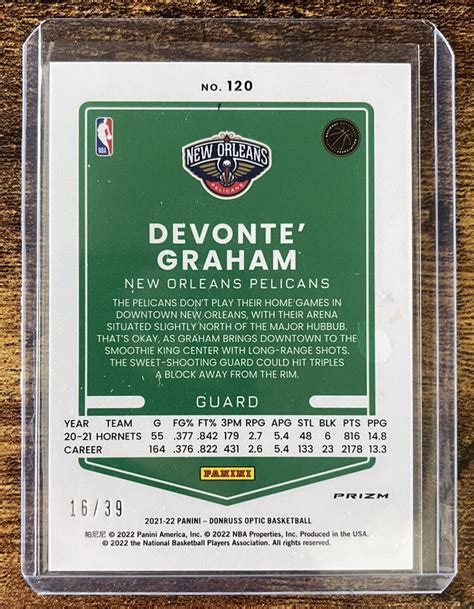 NO. 120
NBA
NEW ORLEANS
PELICANS
DEVONTE'
GRAHAM
NEW ORLEANS PELICANS
THE PELICANS DON'T PLAY THEIR HOME GAMES IN
DOWNTOWN NEW ORLEANS, WITH THEIR ARENA
SITUATED SLIGHTLY NORTH OF THE MAJOR HUBBUB.
THAT'S OKAY, AS GRAHAM BRINGS DOWNTOWN TO THE
SMOOTHIE KING CENTER WITH LONG-RANGE SHOTS.
THE SWEET-SHOOTING GUARD COULD HIT TRIPLES
A BLOCK AWAY FROM THE RIM.
GUARD
YEAR TEAM G FG% FT% 3PM RPG APG STL BLK PTS PPG
20-21 HORNETS 55 .377 .842 179 2.7 5.4 48 6 816 14.8
CAREER 164 .376 .822 431 2.6 5.4 133 23 2178 13.3
PANINI
16/39
PRIZM
2021-22 PANINI – DONRUSS OPTIC BASKETBALL
帕尼尼 © 2022 Panini America, Inc. © 2022 NBA Properties, Inc. Produced in the USA.
© 2022 the National Basketball Players Association. All rights reserved.